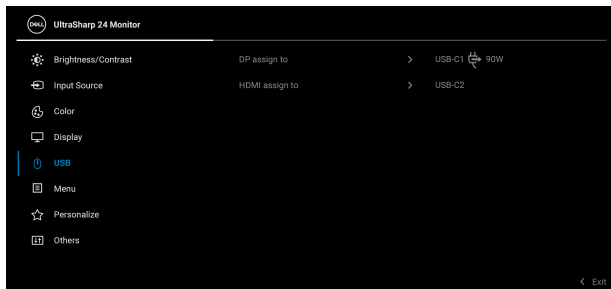 DELL UltraSharp 24 Monitor
Brightness/Contrast DP assign to > USB-C1 90W
Input Source HDMI assign to > USB-C2
Color
Display
USB
Menu
Personalize
Others
< Exit